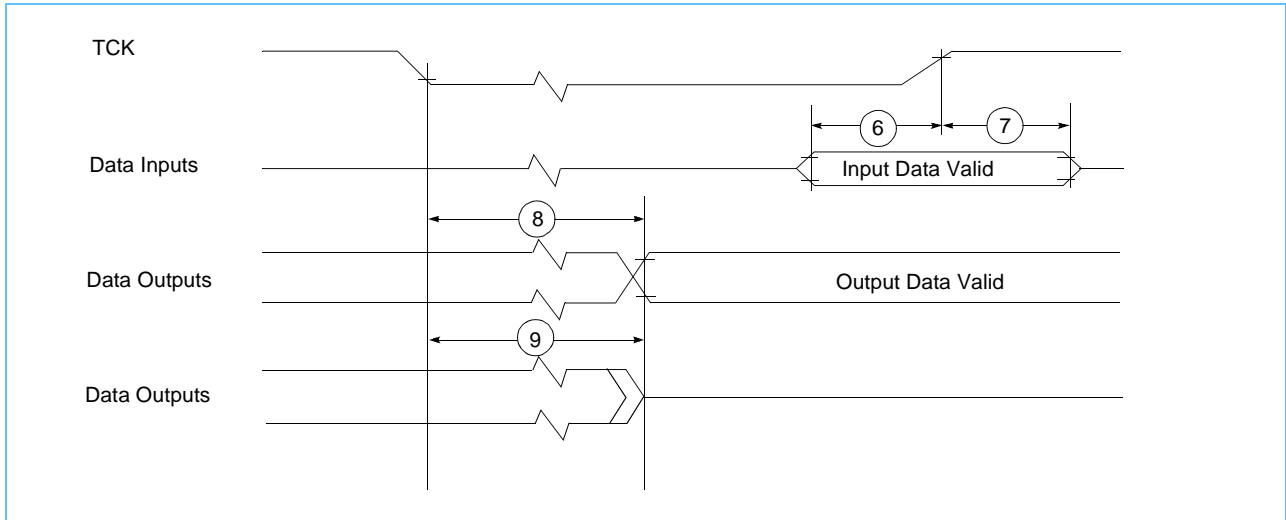 TCK
6
7
Data Inputs
Input Data Valid
8
Data Outputs
Output Data Valid
9
Data Outputs